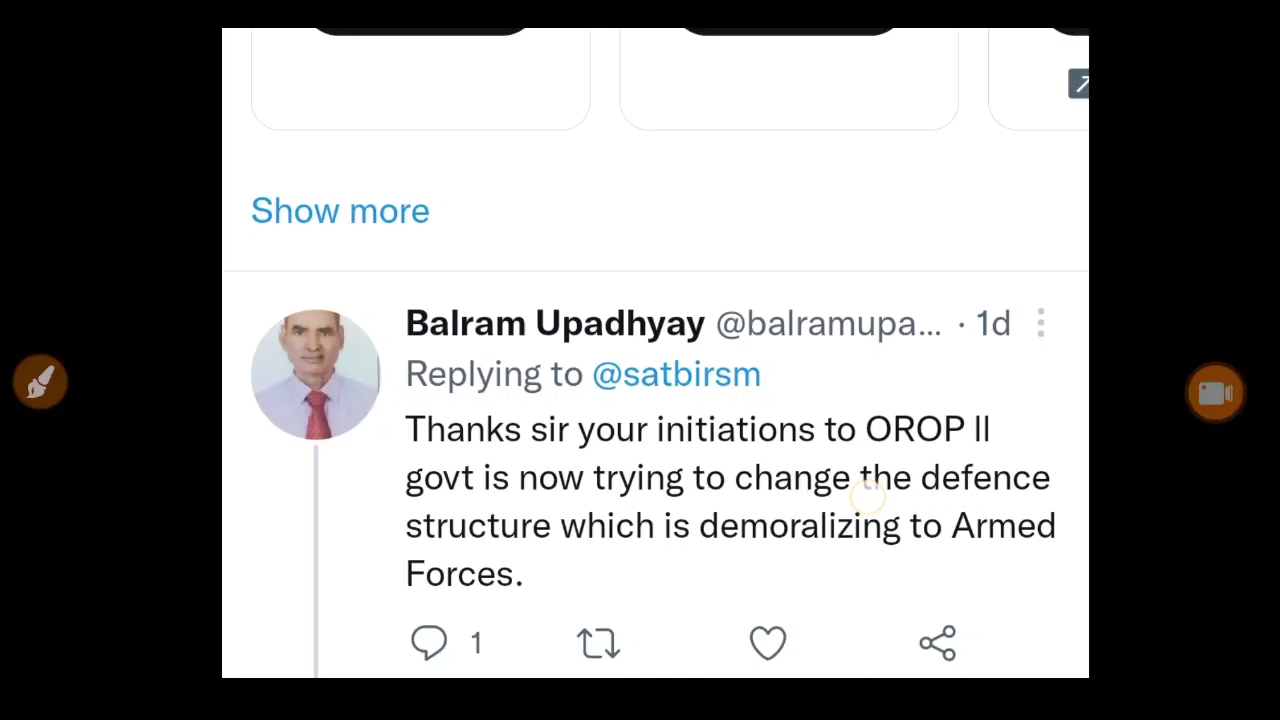 Show more
Balram Upadhyay @balramupa... · 1d
Replying to @satbirsm
Thanks sir your initiations to OROP ll
govt is now trying to change the defence
structure which is demoralizing to Armed
Forces.
1